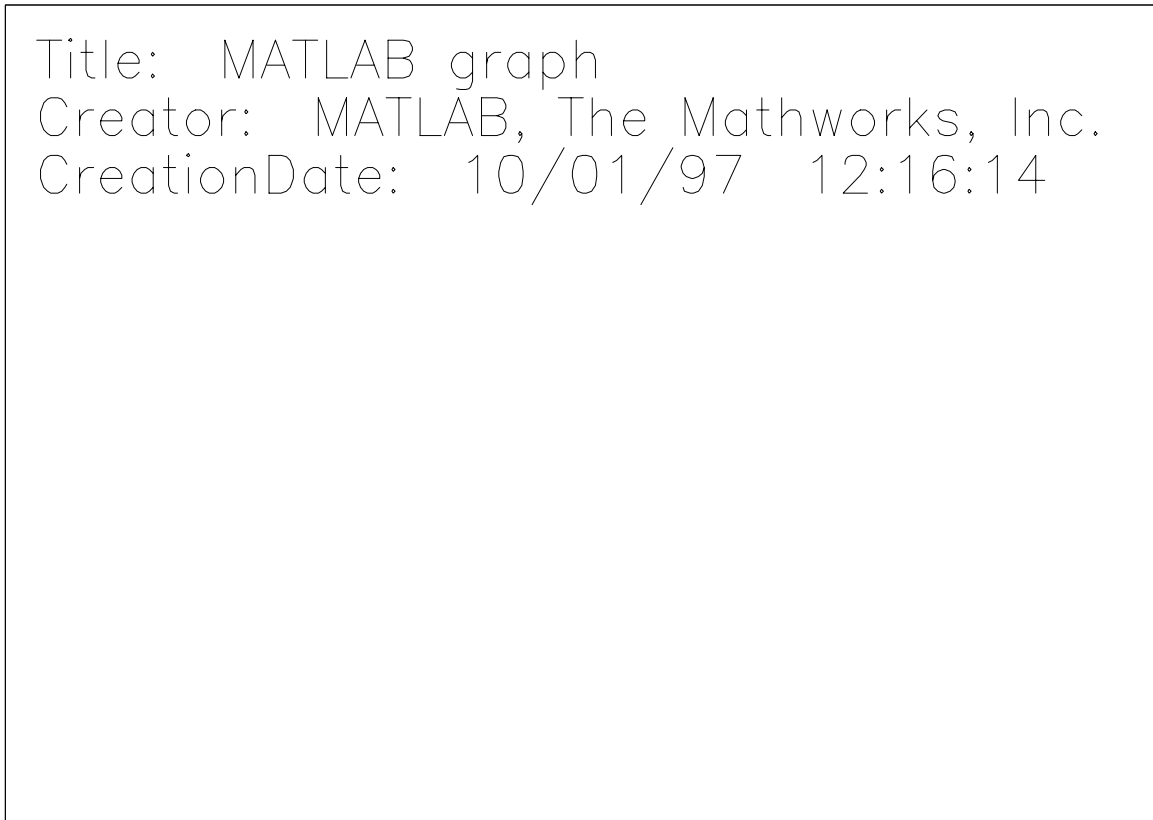 Title: MATLAB graph
Creator: MATLAB, The Mathworks, Inc.
CreationDate: 10/01/97 12:16:14